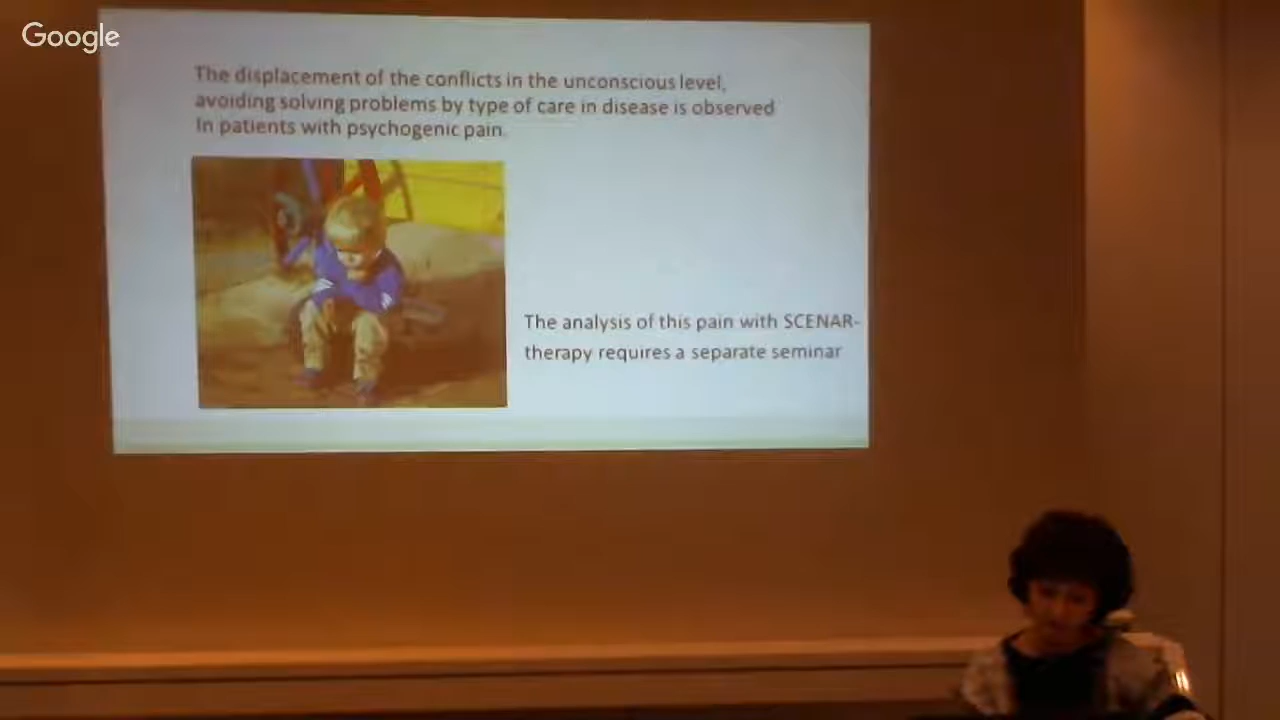 Google
The displacement of the conflicts in the unconscious level,
avoiding solving problems by type of care in disease is observed
In patients with psychogenic pain.
The analysis of this pain with SCENAR-
therapy requires a separate seminar